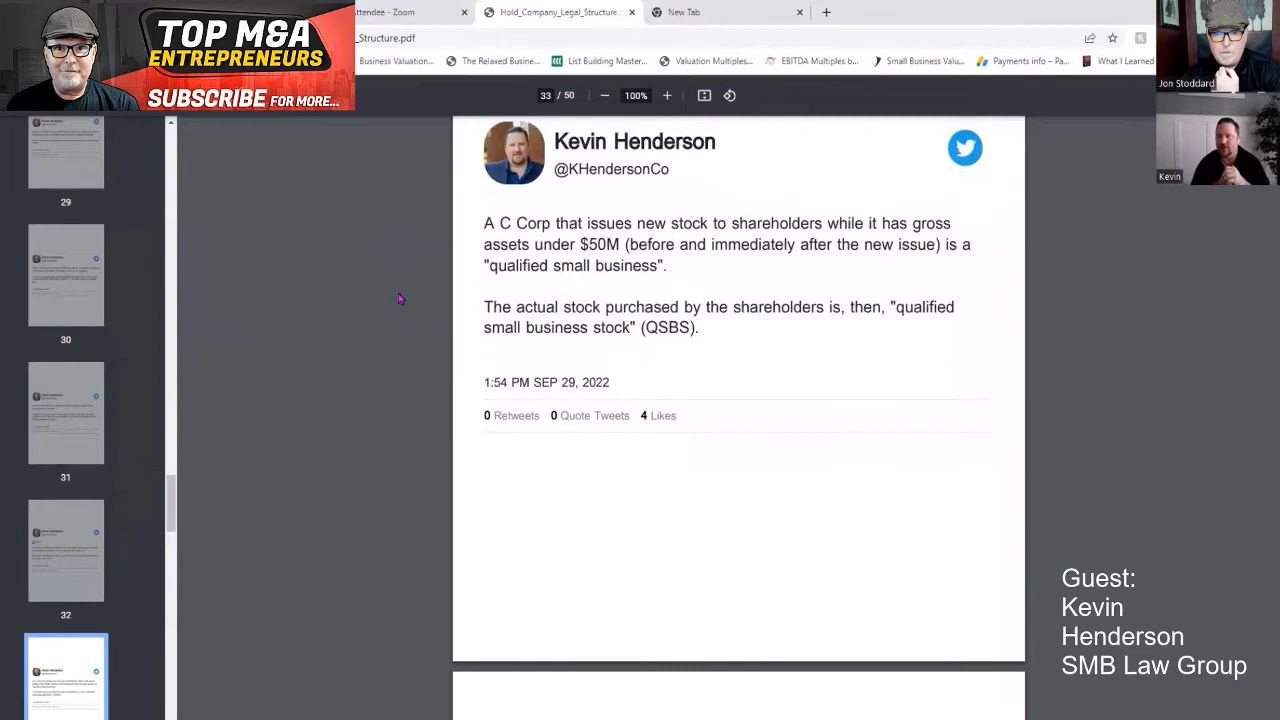 Attendee - Zoom
Hold_Company_Legal_Structure...
New Tab
TOP M&A
ENTREPRENEURS
SUBSCRIBE FOR MORE...
_Structure.pdf
Business Valuation...
The Relaxed Busine...
List Building Master...
Valuation Multiples...
EBITDA Multiples b...
Small Business Valu...
Payments info – Pa...
What I Learned
Jon Stoddard
Kevin
33 / 50
100%
29
30
31
32
Kevin Henderson
@KHendersonCo
A C Corp that issues new stock to shareholders while it has gross
assets under $50M (before and immediately after the new issue) is a
"qualified small business".
The actual stock purchased by the shareholders is, then, "qualified
small business stock" (QSBS).
1:54 PM SEP 29, 2022
0 Retweets 0 Quote Tweets 4 Likes
Guest:
Kevin
Henderson
SMB Law Group